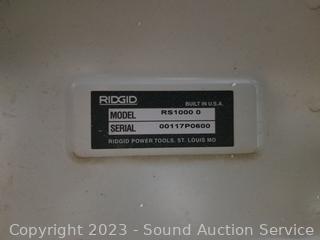 RIDGID
BUILT IN U.S.A.
MODEL RS1000 0
SERIAL 00117P0600
RIDGID POWER TOOLS, ST. LOUIS MO
Copyright 2023 - Sound Auction Service